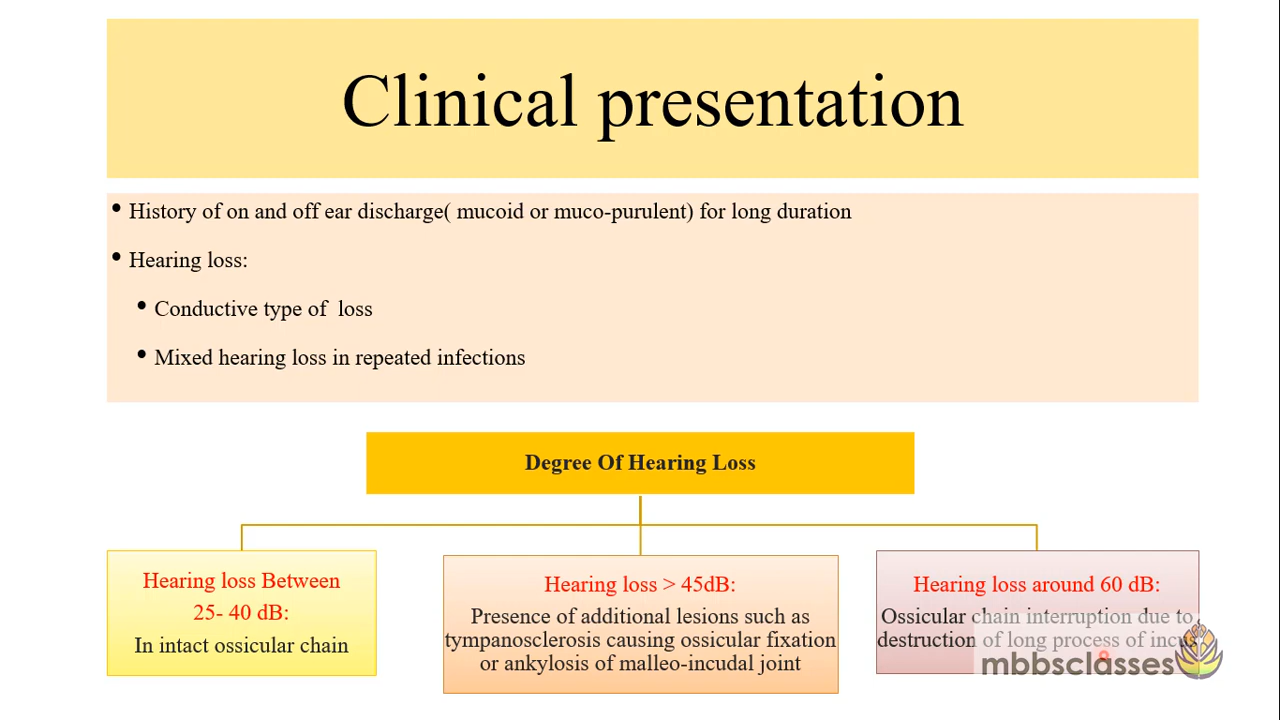 Clinical presentation
• History of on and off ear discharge( mucoid or muco-purulent) for long duration
• Hearing loss:
• Conductive type of  loss
• Mixed hearing loss in repeated infections
Degree Of Hearing Loss
Hearing loss Between
25- 40 dB:
In intact ossicular chain
Hearing loss > 45dB:
Presence of additional lesions such as
tympanosclerosis causing ossicular fixation
or ankylosis of malleo-incudal joint
Hearing loss around 60 dB:
Ossicular chain interruption due to
destruction of long process of incus
mbbsclasses